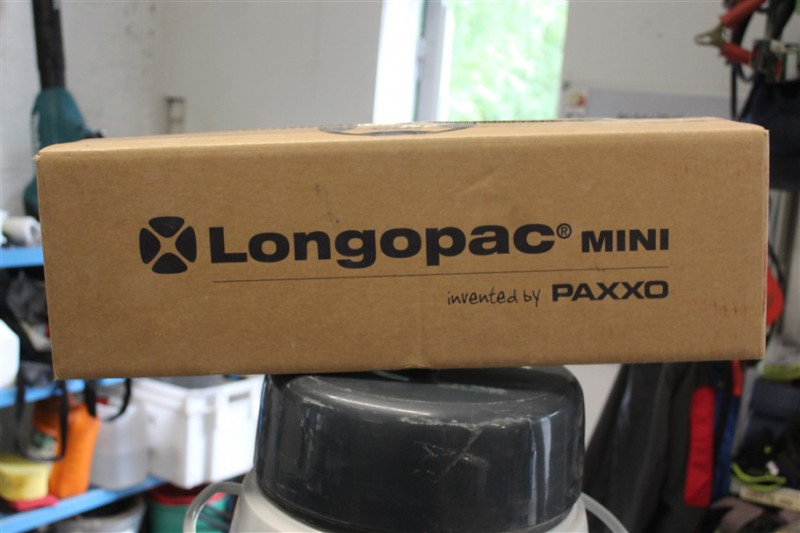 Longopac® MINI
invented by PAXXO